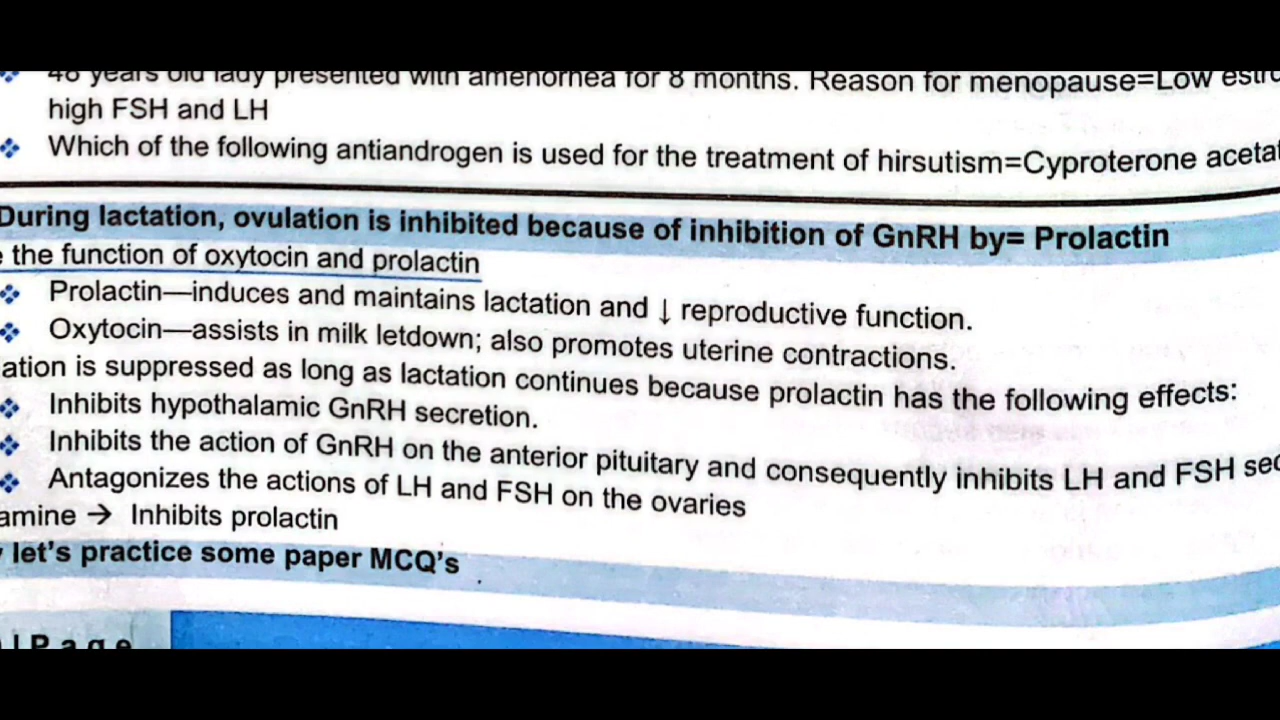 48 years old lady presented with amenorrhea for 8 months. Reason for menopause=Low
high FSH and LH
Which of the following antiandrogen is used for the treatment of hirsutism=Cyproterone
During lactation, ovulation is inhibited because of inhibition of GnRH by= Prolactin
the function of oxytocin and prolactin
Prolactin—induces and maintains lactation and ↓ reproductive function.
Oxytocin—assists in milk letdown; also promotes uterine contractions.
ation is suppressed as long as lactation continues because prolactin has the following effects:
Inhibits hypothalamic GnRH secretion.
Inhibits the action of GnRH on the anterior pituitary and consequently inhibits LH and FSH
Antagonizes the actions of LH and FSH on the ovaries
amine → Inhibits prolactin
let's practice some paper MCQ's
| P a g e